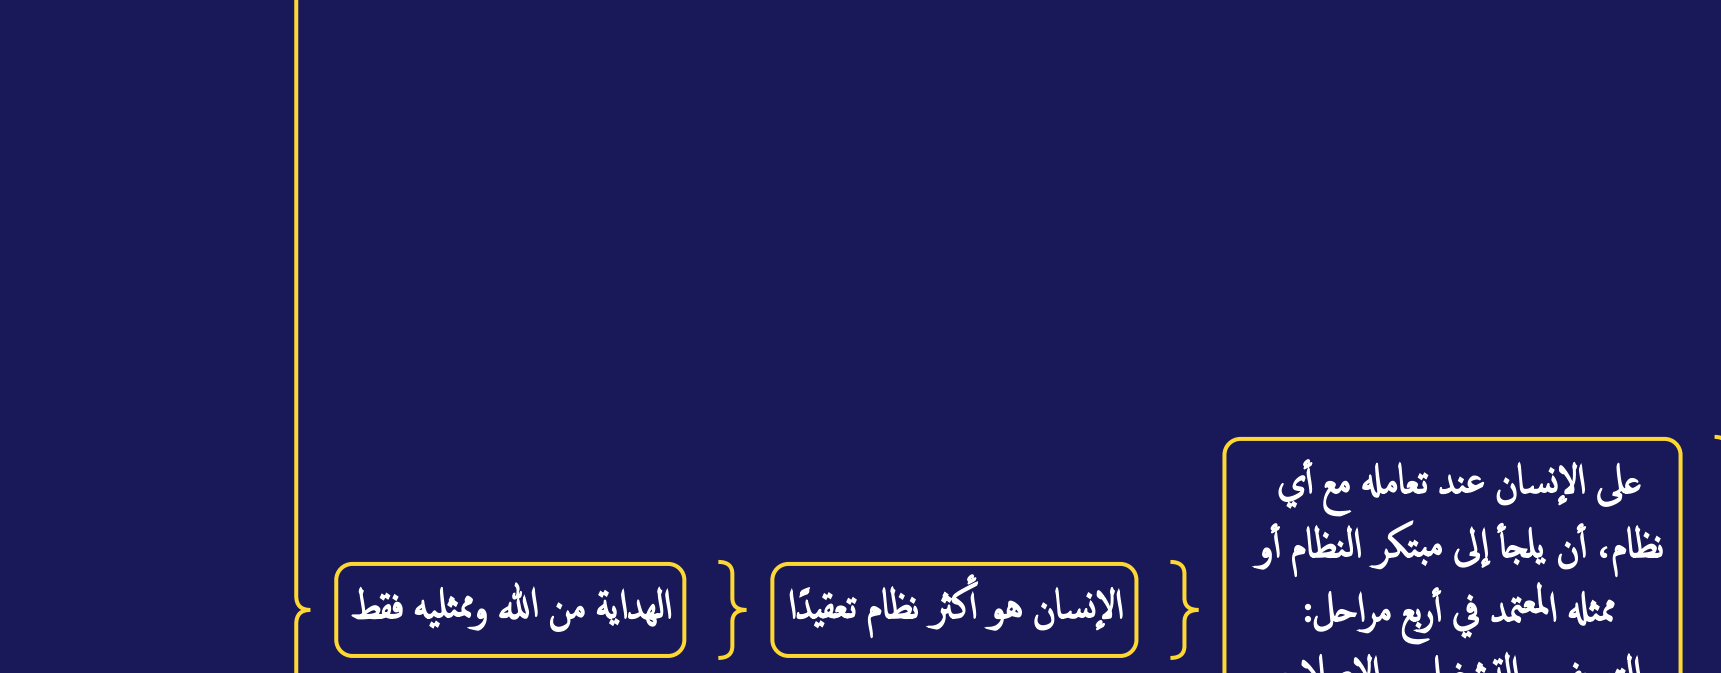 على الإنسان عند تعامله مع أي
نظام، أن يلجأ إلى مبتكر النظام أو
ممثله المعتمد في أربع مراحل:
الإنسان هو أكثر نظام تعقيدًا
الهداية من الله وممثليه فقط